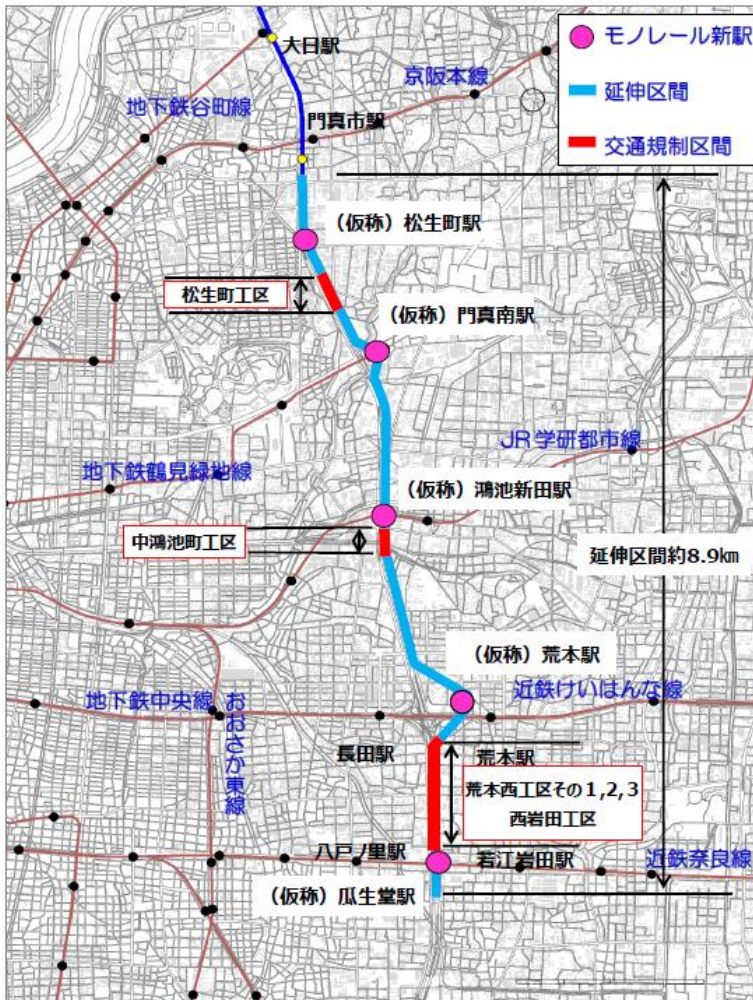 大日駅
モノレール新駅
京阪本線
延伸区間
地下鉄谷町線
門真市駅
交通規制区間
（仮称）松生町駅
松生町工区
（仮称）門真南駅
JR学研都市線
地下鉄鶴見緑地線
（仮称）鴻池新田駅
中鴻池町工区
延伸区間約8.9㎞
（仮称）荒本駅
地下鉄中央線
おおさか東線
近鉄けいはんな線
長田駅
荒本駅
荒本西工区その１,２,３
西岩田工区
八戸ノ里駅
若江岩田駅
近鉄奈良線
（仮称）瓜生堂駅